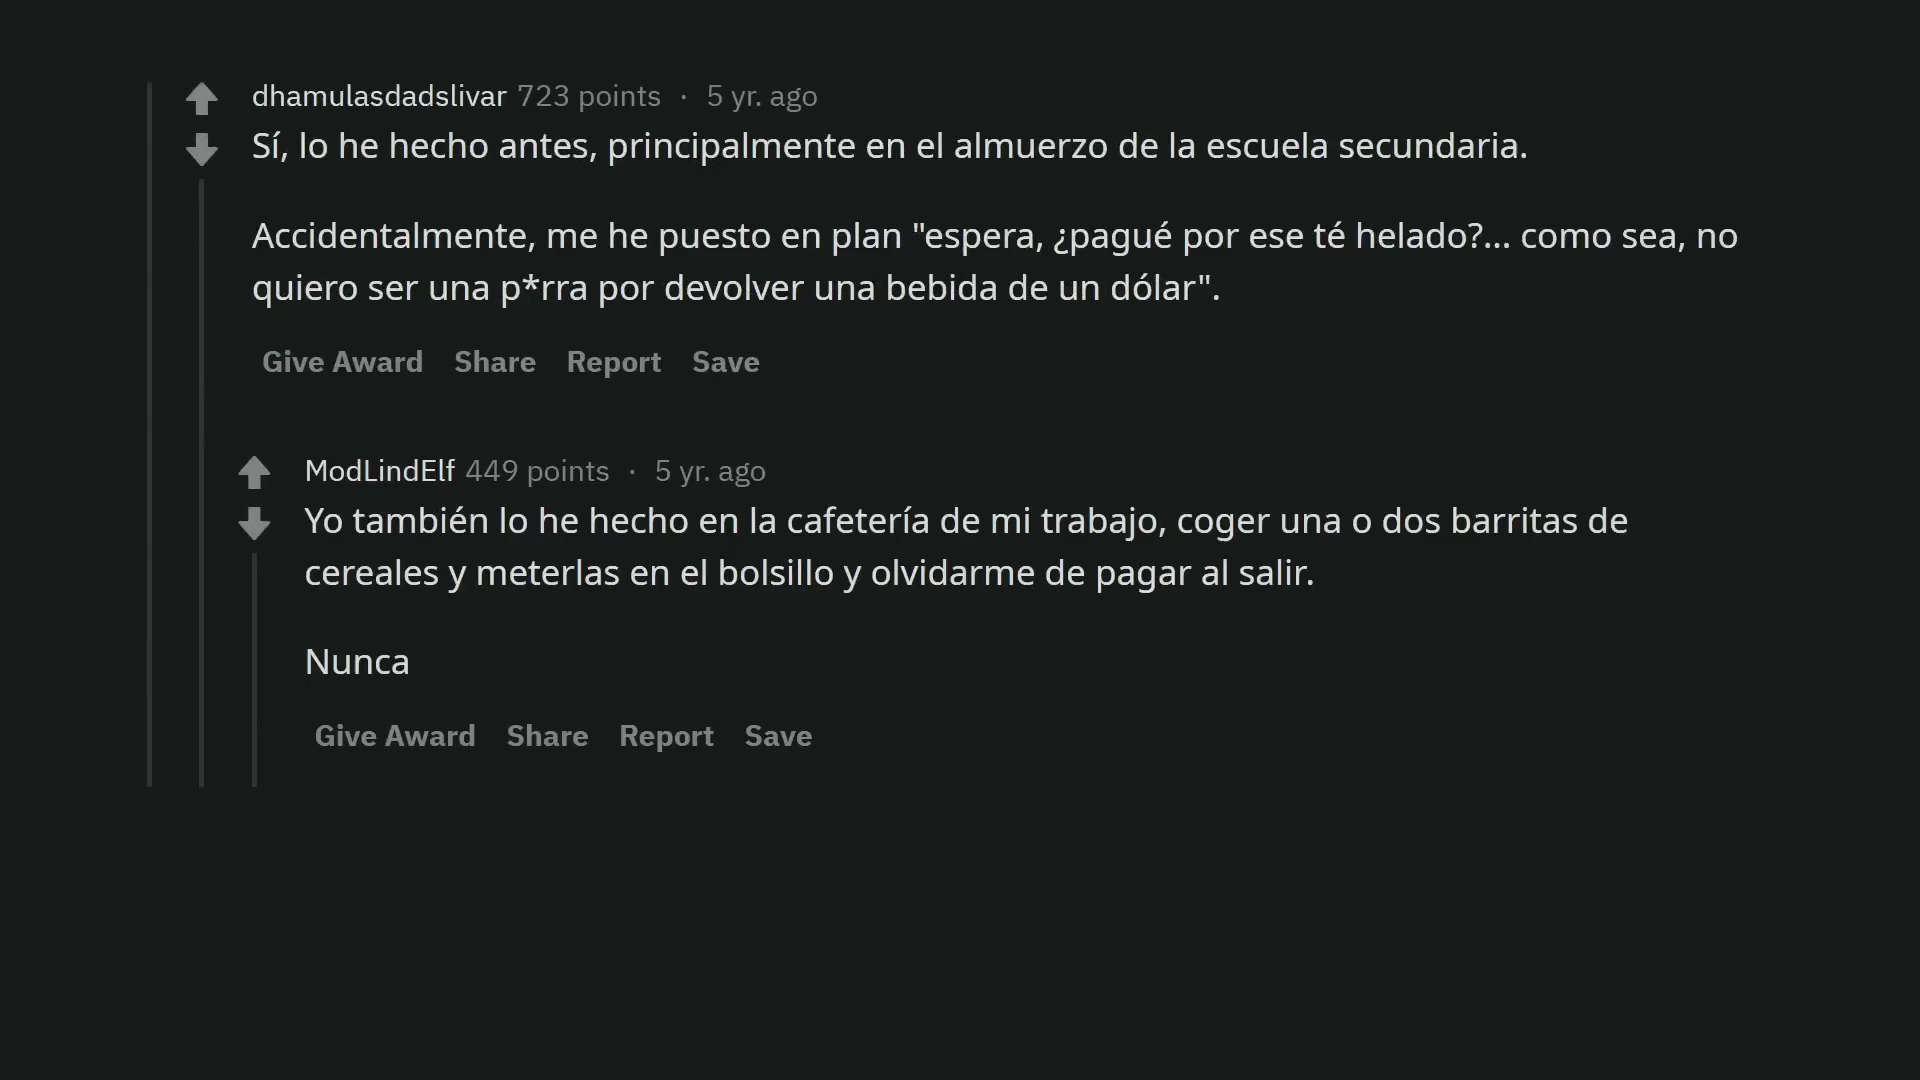 dhamulasdadslivar 723 points · 5 yr. ago
Sí, lo he hecho antes, principalmente en el almuerzo de la escuela secundaria.
Accidentalmente, me he puesto en plan "espera, ¿pagué por ese té helado?... como sea, no
quiero ser una p*rra por devolver una bebida de un dólar".
Give Award Share Report Save
ModLindElf 449 points · 5 yr. ago
Yo también lo he hecho en la cafetería de mi trabajo, coger una o dos barritas de
cereales y meterlas en el bolsillo y olvidarme de pagar al salir.
Nunca
Give Award Share Report Save